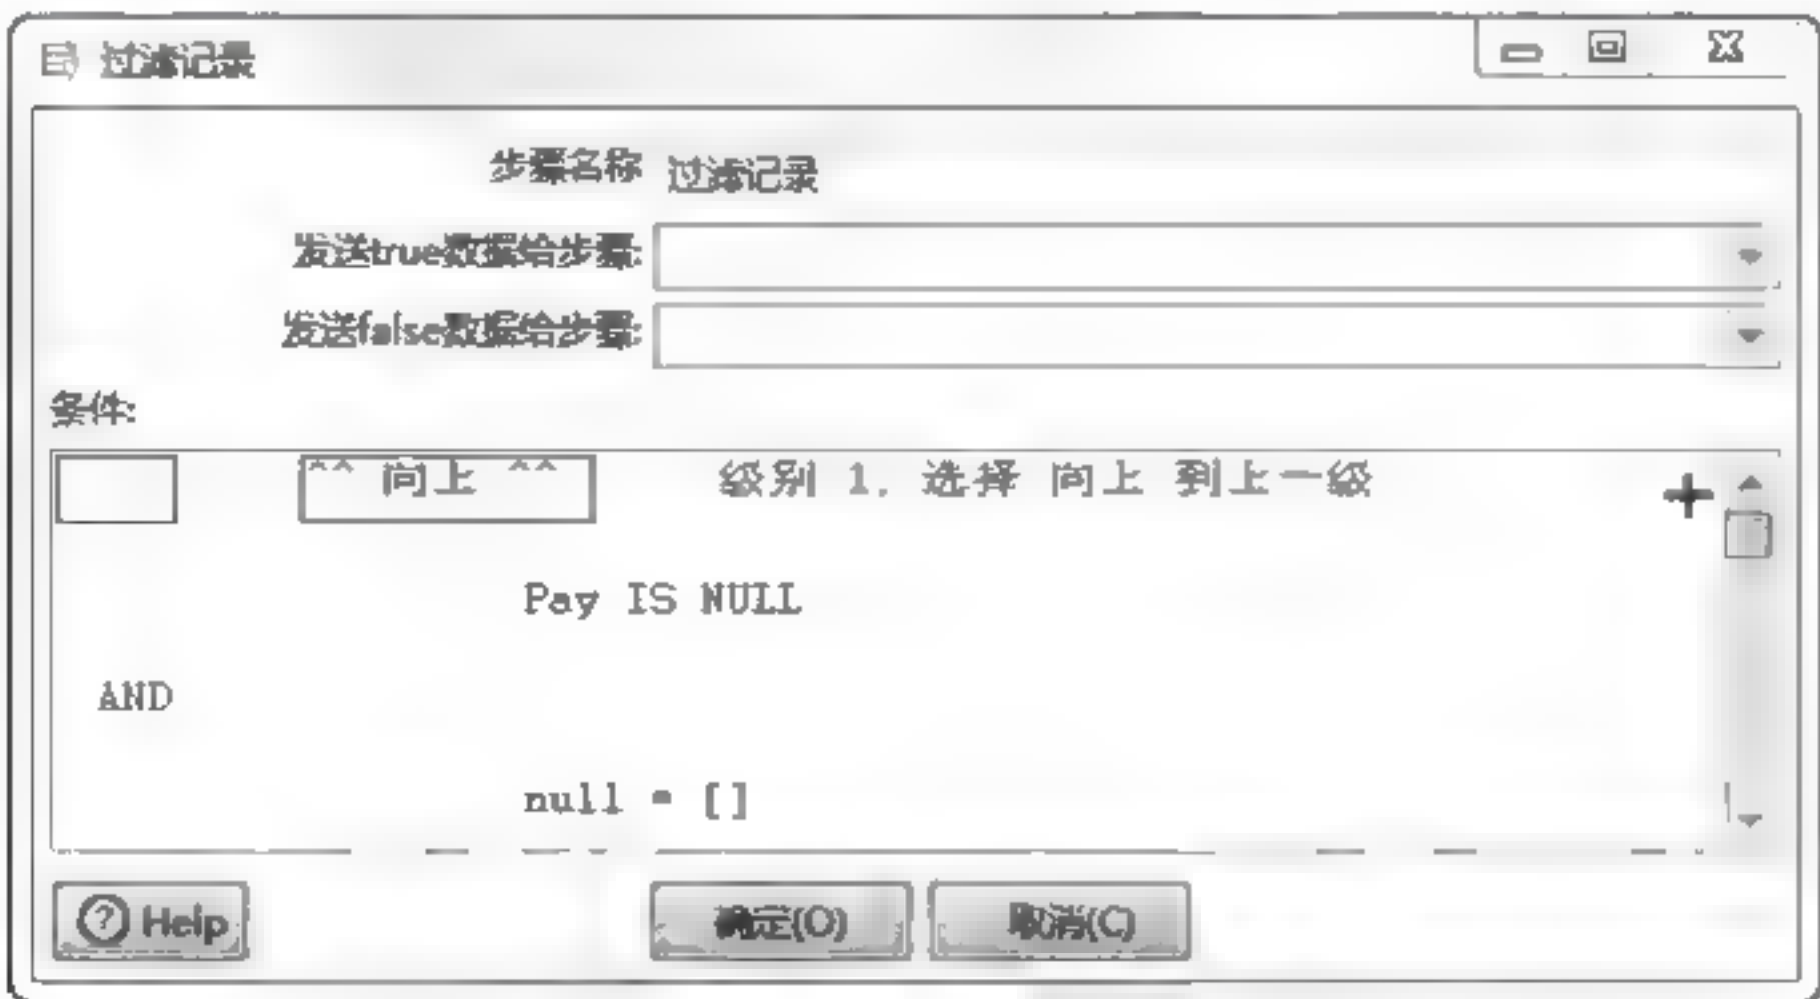 过滤记录
步骤名称 过滤记录
发送true数据给步骤:
发送false数据给步骤:
条件:
^^ 向上 ^^ 级别 1, 选择 向上 到上一级
Pay IS NULL
AND
null = []
Help 确定(O) 取消(C)